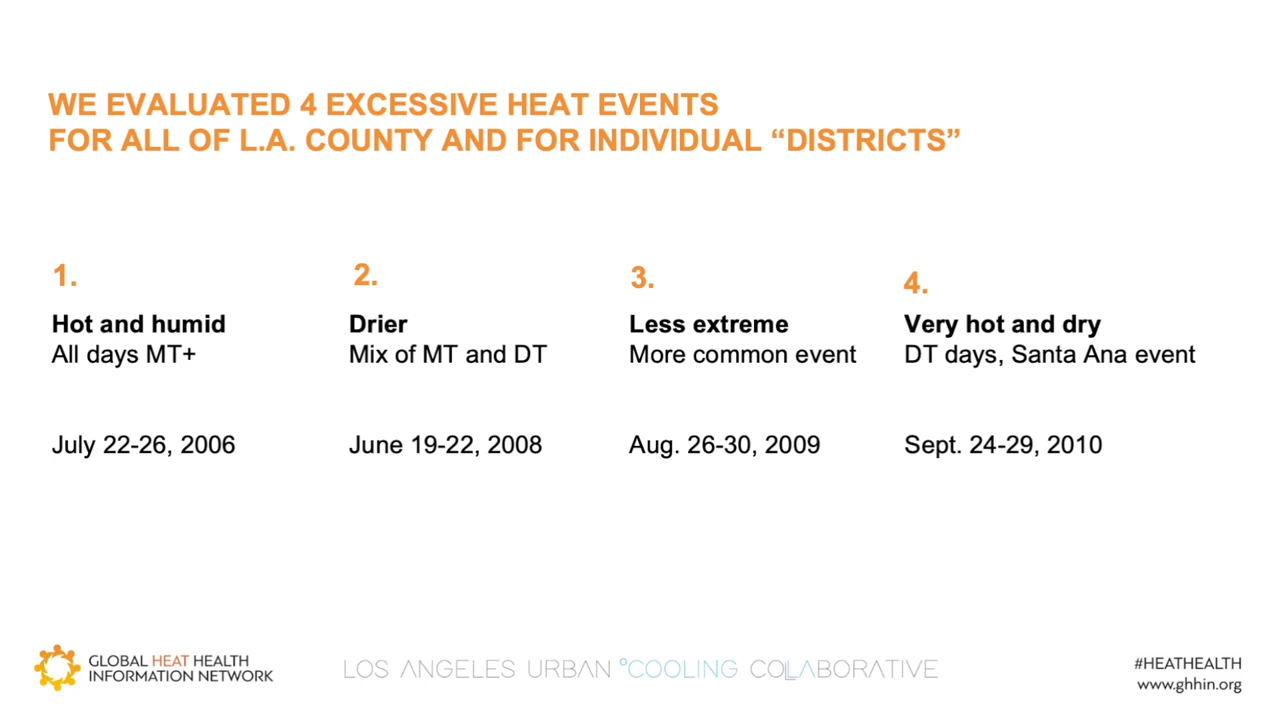 WE EVALUATED 4 EXCESSIVE HEAT EVENTS
FOR ALL OF L.A. COUNTY AND FOR INDIVIDUAL “DISTRICTS”
1.
Hot and humid
All days MT+
July 22-26, 2006
2.
Drier
Mix of MT and DT
June 19-22, 2008
3.
Less extreme
More common event
Aug. 26-30, 2009
4.
Very hot and dry
DT days, Santa Ana event
Sept. 24-29, 2010
GLOBAL HEAT HEALTH
INFORMATION NETWORK
LOS ANGELES URBAN °COOLING COLLABORATIVE
#HEATHEALTH
www.ghhin.org